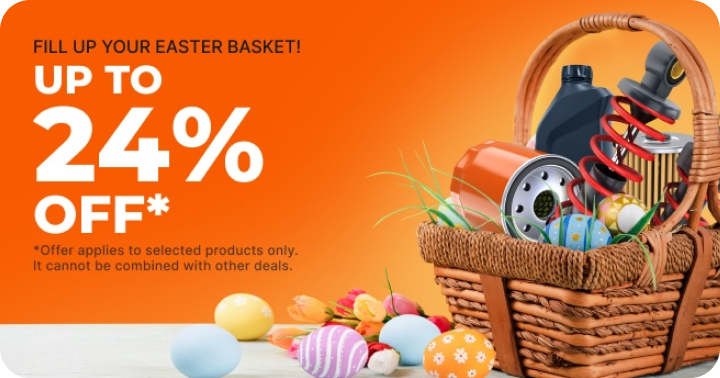 FILL UP YOUR EASTER BASKET!
UP TO
24%
OFF*
*Offer applies to selected products only.
It cannot be combined with other deals.